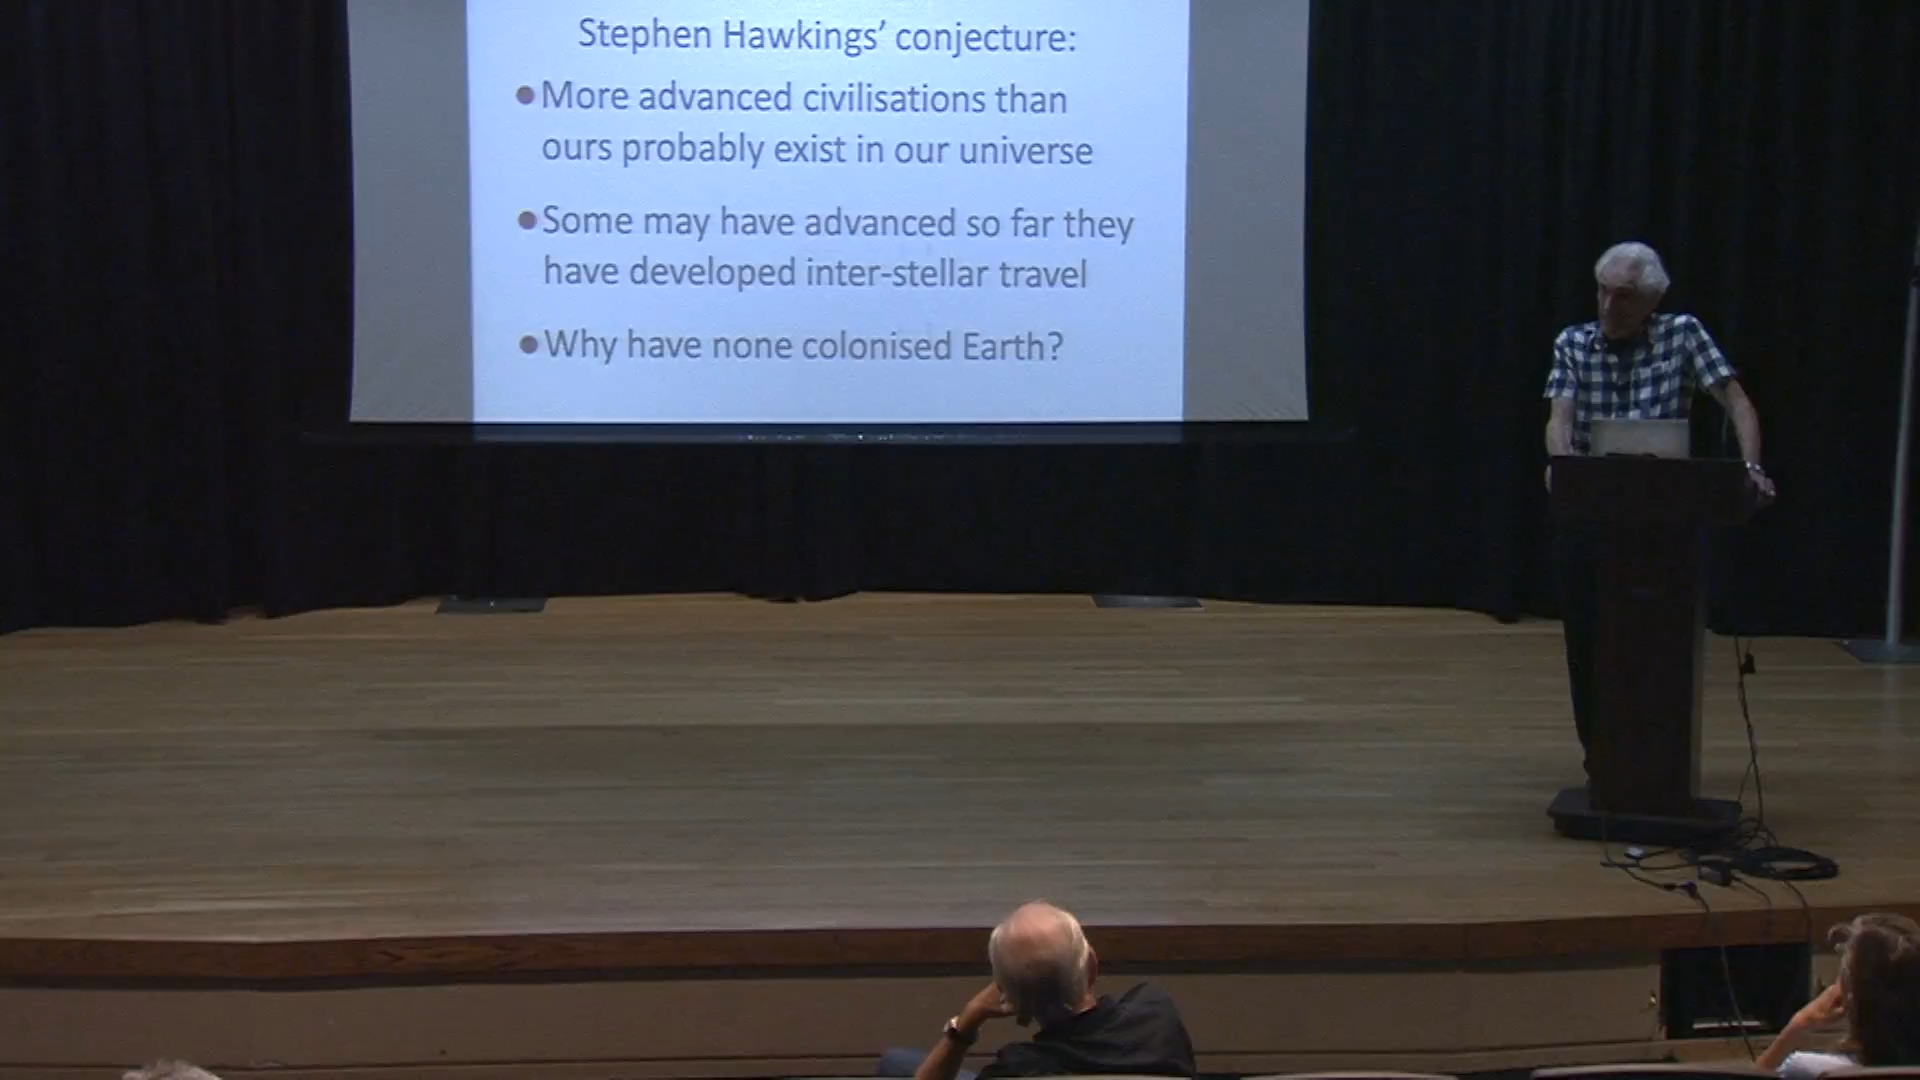 Stephen Hawkings’ conjecture:
●More advanced civilisations than
ours probably exist in our universe
●Some may have advanced so far they
have developed inter-stellar travel
●Why have none colonised Earth?